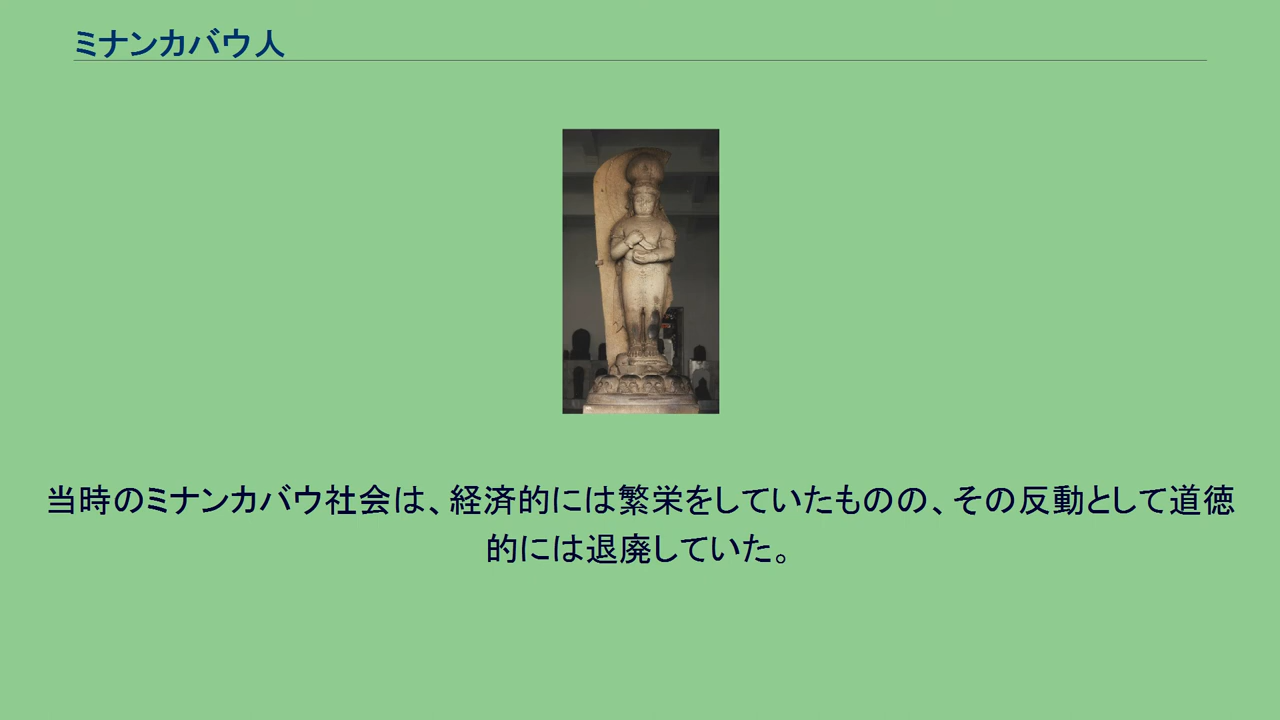 ミナンカバウ人
当時のミナンカバウ社会は、経済的には繁栄をしていたものの、その反動として道徳
的には退廃していた。